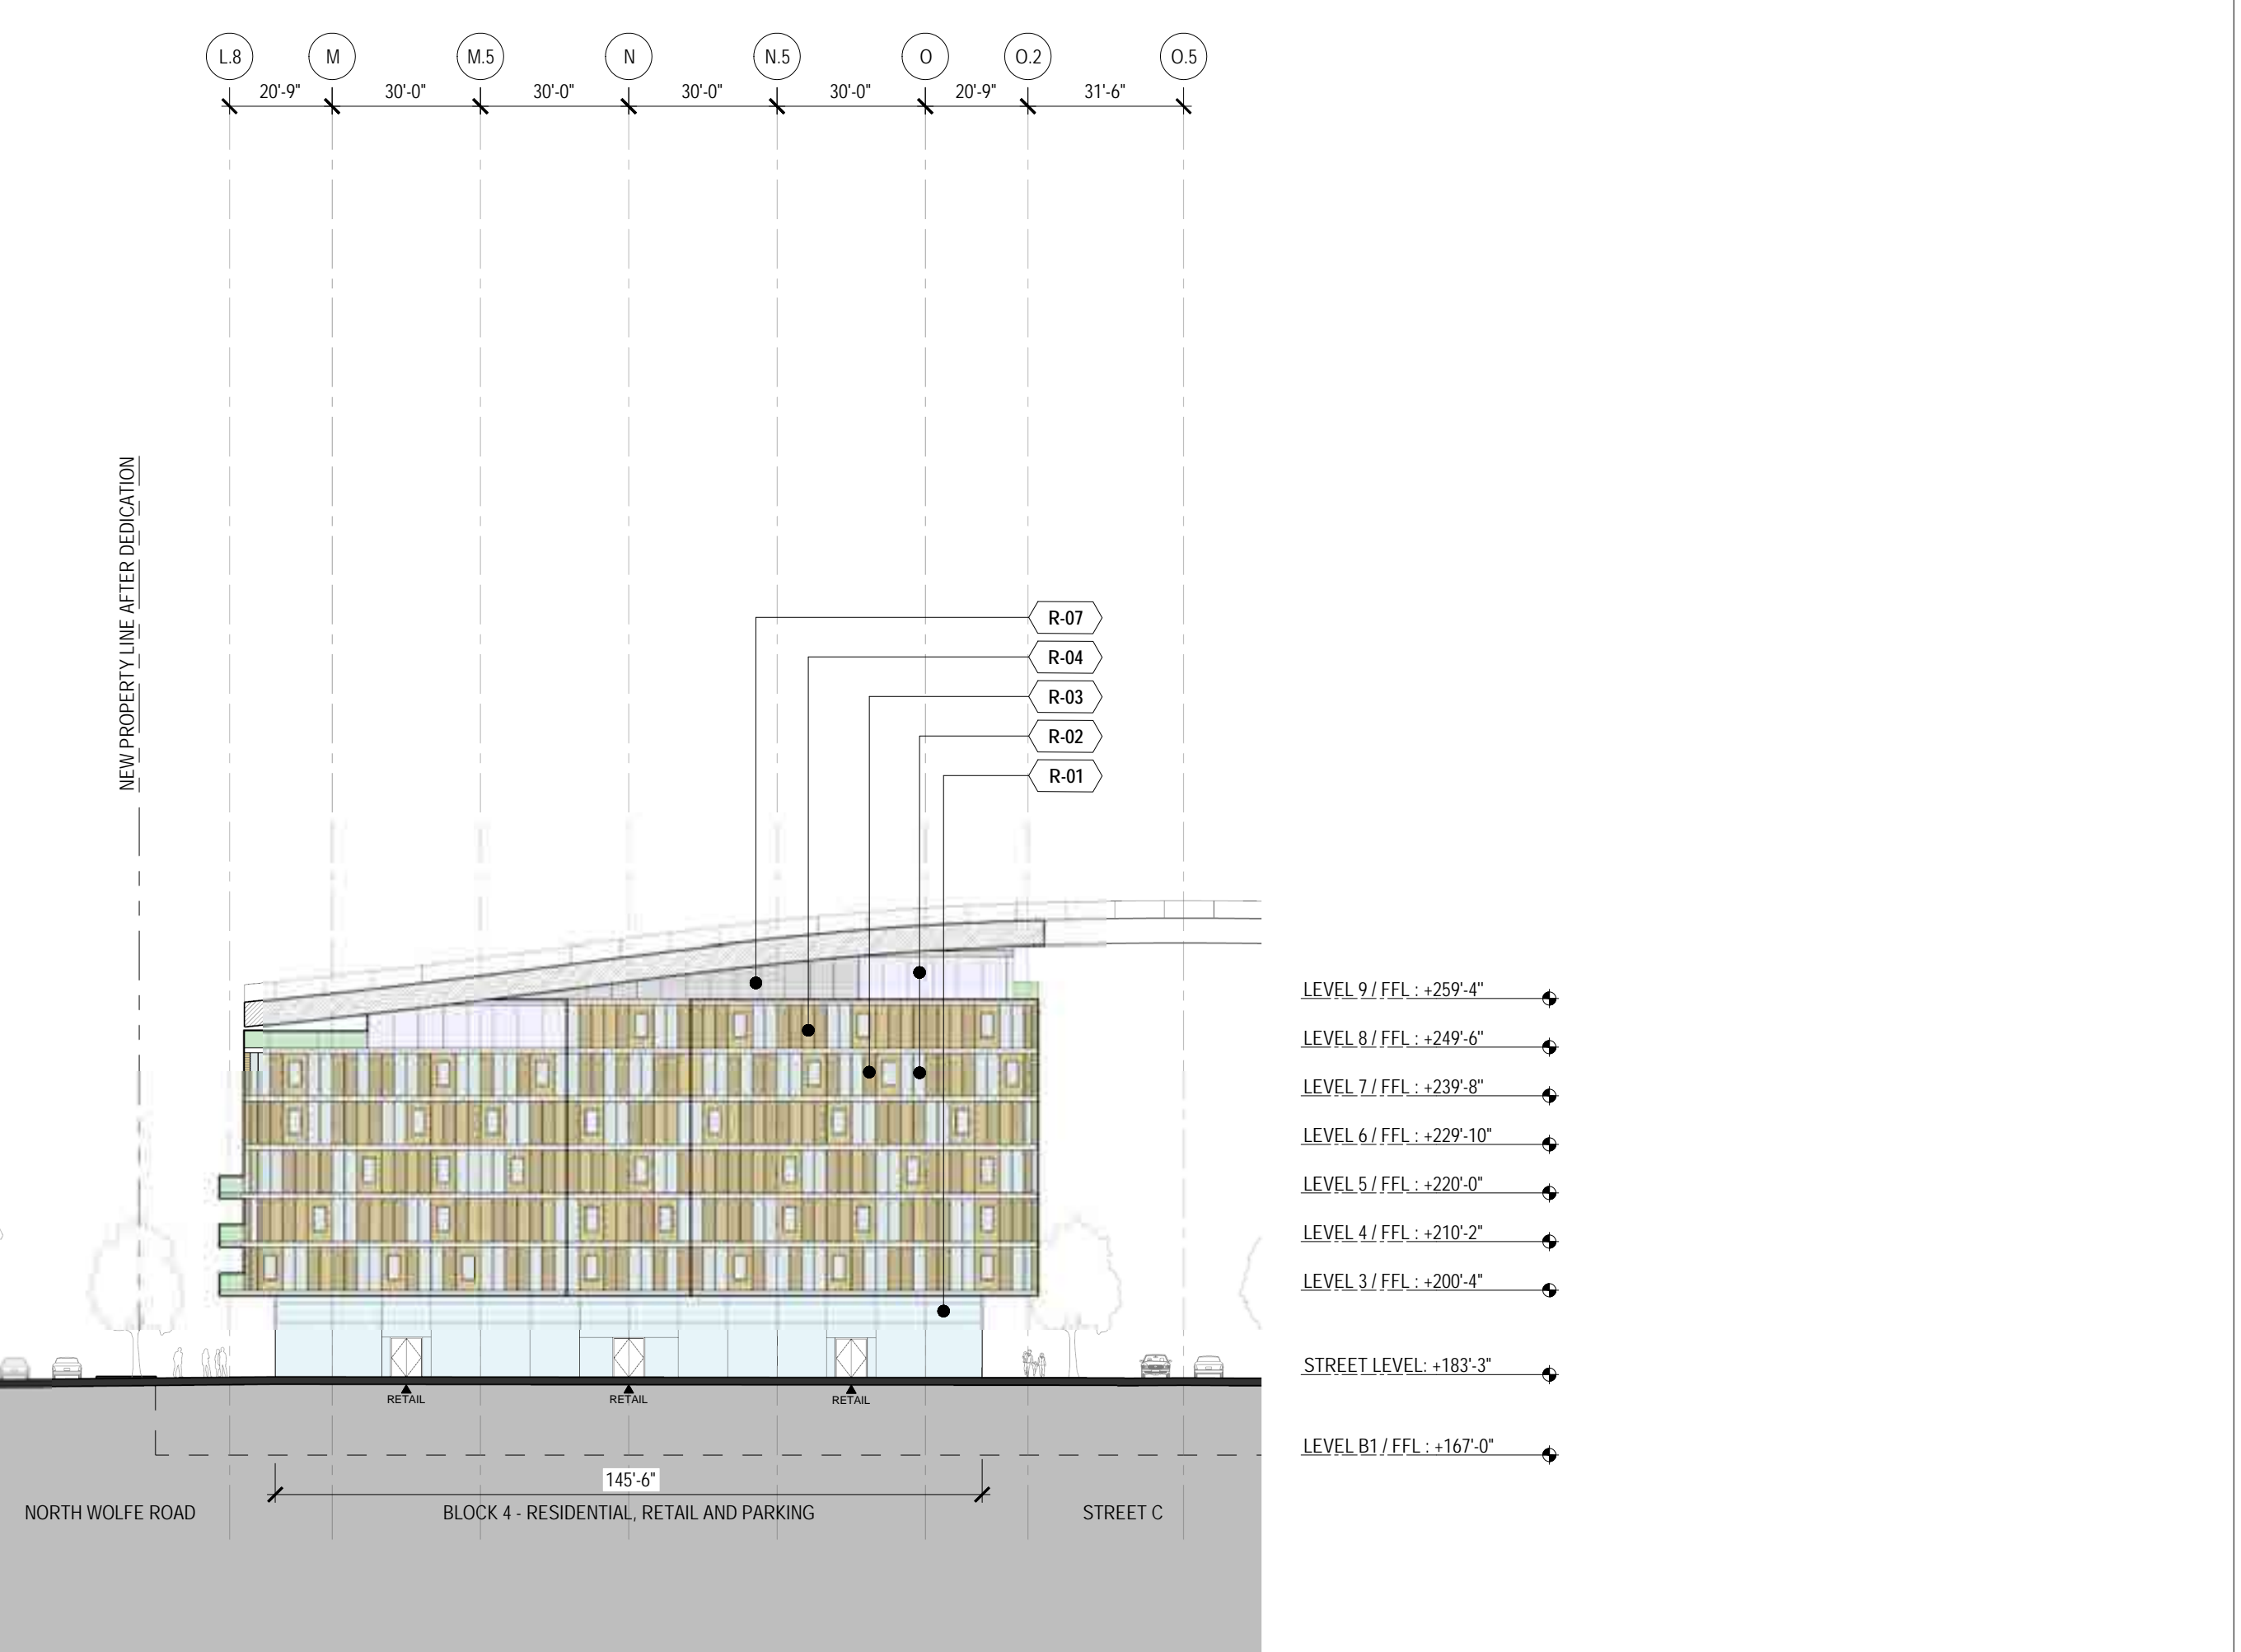 L.8 M M.5 N N.5 O O.2 O.5
20'-9" 30'-0" 30'-0" 30'-0" 30'-0" 20'-9" 31'-6"
NEW PROPERTY LINE AFTER DEDICATION
R-07
R-04
R-03
R-02
R-01
LEVEL 9 / FFL : +259'-4"
LEVEL 8 / FFL : +249'-6"
LEVEL 7 / FFL : +239'-8"
LEVEL 6 / FFL : +229'-10"
LEVEL 5 / FFL : +220'-0"
LEVEL 4 / FFL : +210'-2"
LEVEL 3 / FFL : +200'-4"
STREET LEVEL: +183'-3"
RETAIL RETAIL RETAIL
LEVEL B1 / FFL : +167'-0"
145'-6"
NORTH WOLFE ROAD BLOCK 4 - RESIDENTIAL, RETAIL AND PARKING STREET C